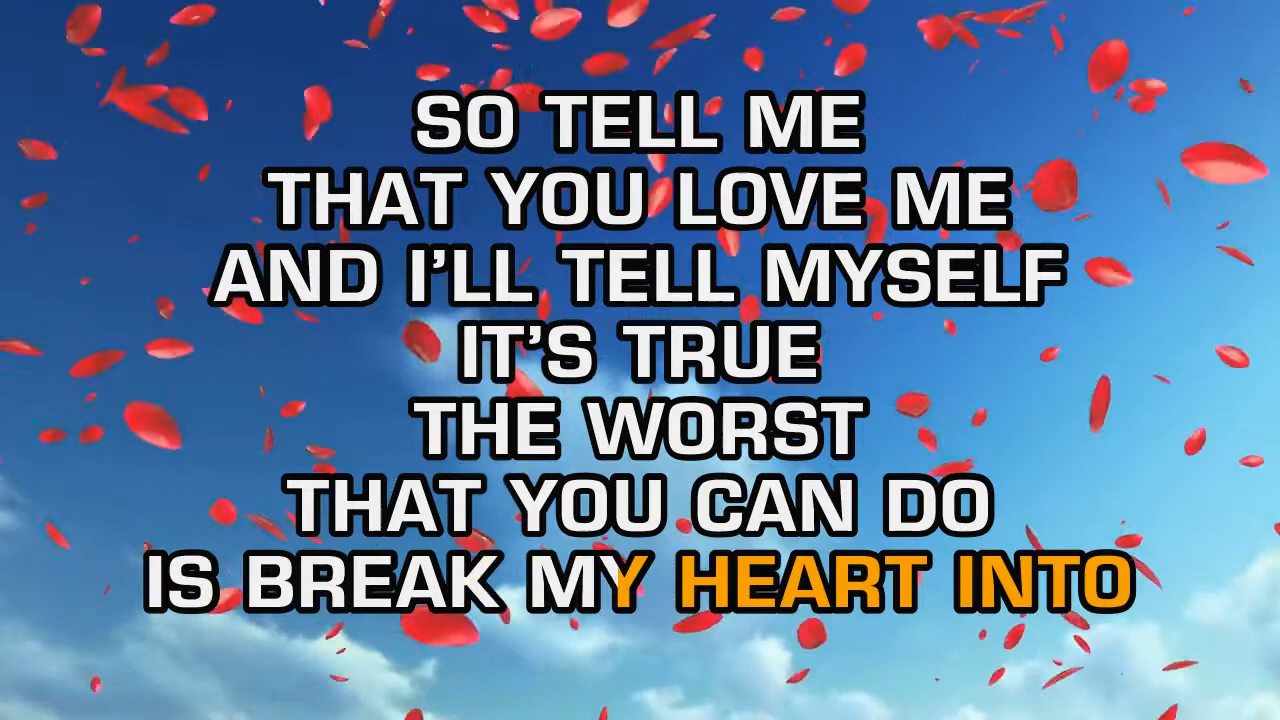 SO TELL ME
THAT YOU LOVE ME
AND I'LL TELL MYSELF
IT'S TRUE
THE WORST
THAT YOU CAN DO
IS BREAK MY HEART INTO